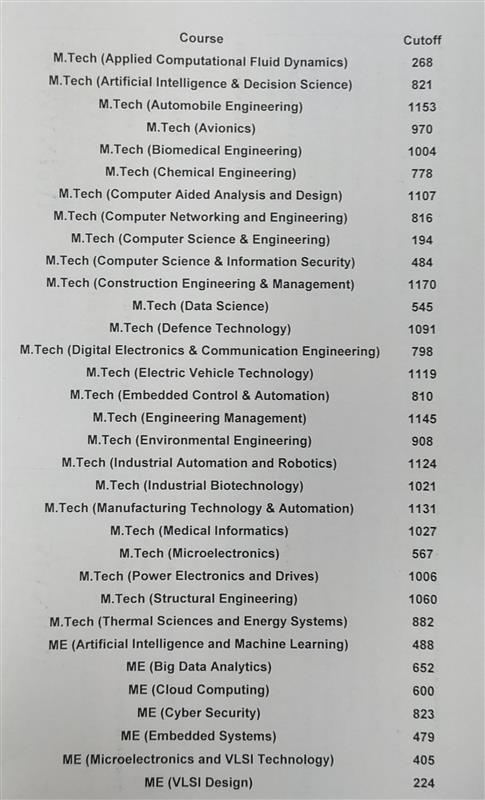 Course Cutoff
M.Tech (Applied Computational Fluid Dynamics) 268
M.Tech (Artificial Intelligence & Decision Science) 821
M.Tech (Automobile Engineering) 1153
M.Tech (Avionics) 970
M.Tech (Biomedical Engineering) 1004
M.Tech (Chemical Engineering) 778
M.Tech (Computer Aided Analysis and Design) 1107
M.Tech (Computer Networking and Engineering) 816
M.Tech (Computer Science & Engineering) 194
M.Tech (Computer Science & Information Security) 484
M.Tech (Construction Engineering & Management) 1170
M.Tech (Data Science) 545
M.Tech (Defence Technology) 1091
M.Tech (Digital Electronics & Communication Engineering) 798
M.Tech (Electric Vehicle Technology) 1119
M.Tech (Embedded Control & Automation) 810
M.Tech (Engineering Management) 1145
M.Tech (Environmental Engineering) 908
M.Tech (Industrial Automation and Robotics) 1124
M.Tech (Industrial Biotechnology) 1021
M.Tech (Manufacturing Technology & Automation) 1131
M.Tech (Medical Informatics) 1027
M.Tech (Microelectronics) 567
M.Tech (Power Electronics and Drives) 1006
M.Tech (Structural Engineering) 1060
M.Tech (Thermal Sciences and Energy Systems) 882
ME (Artificial Intelligence and Machine Learning) 488
ME (Big Data Analytics) 652
ME (Cloud Computing) 600
ME (Cyber Security) 823
ME (Embedded Systems) 479
ME (Microelectronics and VLSI Technology) 405
ME (VLSI Design) 224